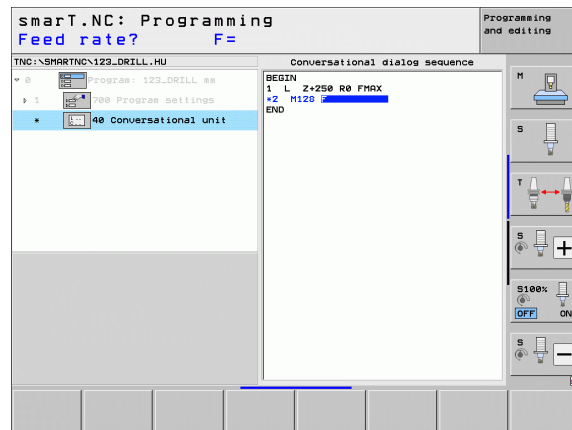 smarT.NC: Programming
Feed rate? F=
Programming
and editing
TNC:\SMARTNC\123_DRILL.HU
0 Program: 123_DRILL mm
1 700 Program settings
* 40 Conversational unit
Conversational dialog sequence
BEGIN
1 L Z+250 R0 FMAX
*2 M128 F
END
M
S
T
S
+
S100%
OFF ON
S
-